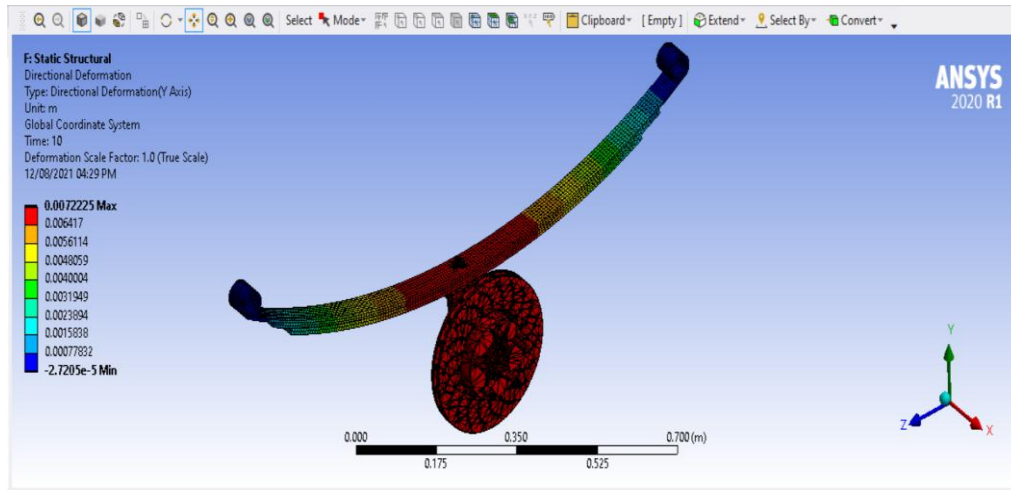 Select Mode Clipboard [ Empty ] Extend Select By Convert
F: Static Structural
Directional Deformation
Type: Directional Deformation(Y Axis)
Unit: m
Global Coordinate System
Time: 10
Deformation Scale Factor: 1.0 (True Scale)
12/08/2021 04:29 PM
ANSYS
2020 R1
0.0072225 Max
0.006417
0.0056114
0.0048059
0.0040004
0.0031949
0.0023894
0.0015838
0.00077832
-2.7205e-5 Min
0.000 0.350 0.700 (m)
0.175 0.525
Y
Z X